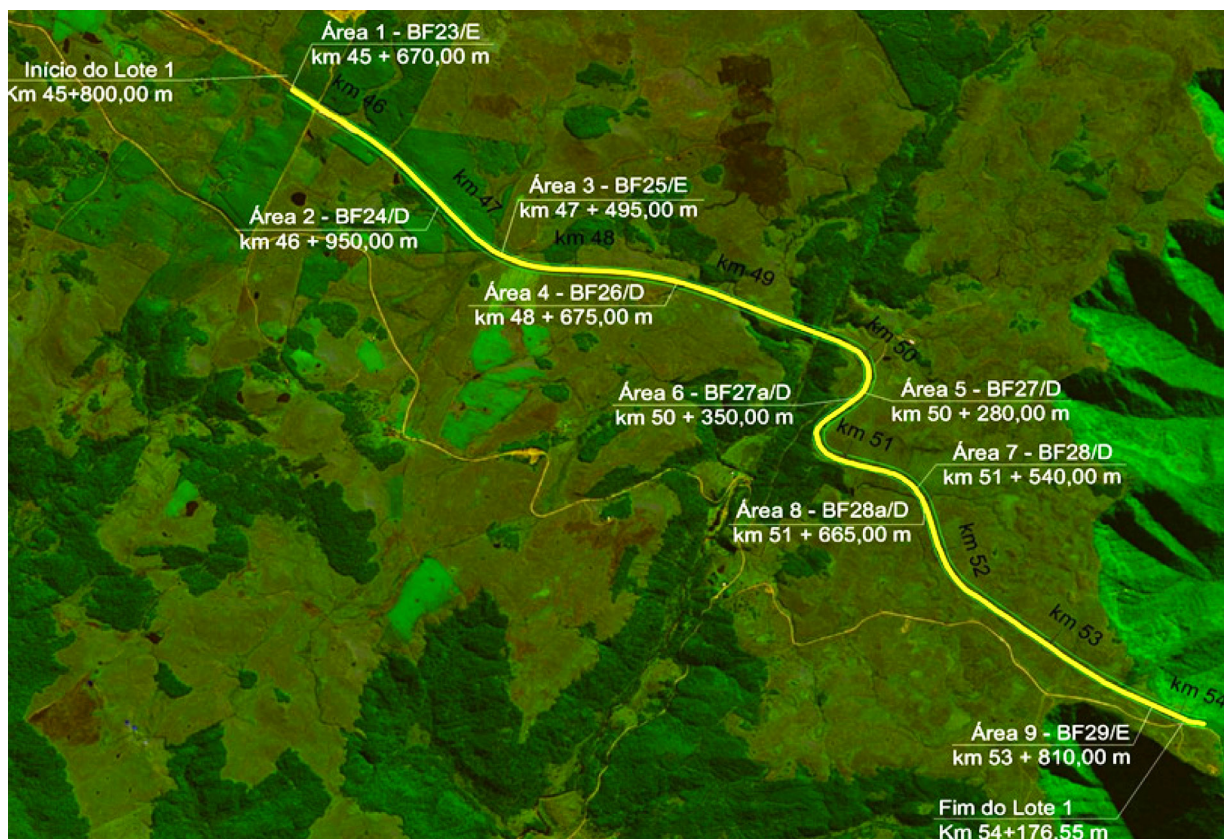 Área 1 - BF23/E
km 45 + 670,00 m
Início do Lote 1
Km 45+800,00 m
km 46
km 47
Área 3 - BF25/E
km 47 + 495,00 m
Área 2 - BF24/D
km 46 + 950,00 m
km 48
km 49
Área 4 - BF26/D
km 48 + 675,00 m
km 50
Área 6 - BF27a/D
km 50 + 350,00 m
Área 5 - BF27/D
km 50 + 280,00 m
km 51
Área 7 - BF28/D
km 51 + 540,00 m
Área 8 - BF28a/D
km 51 + 665,00 m
km 52
km 53
km 54
Área 9 - BF29/E
km 53 + 810,00 m
Fim do Lote 1
Km 54+176,55 m